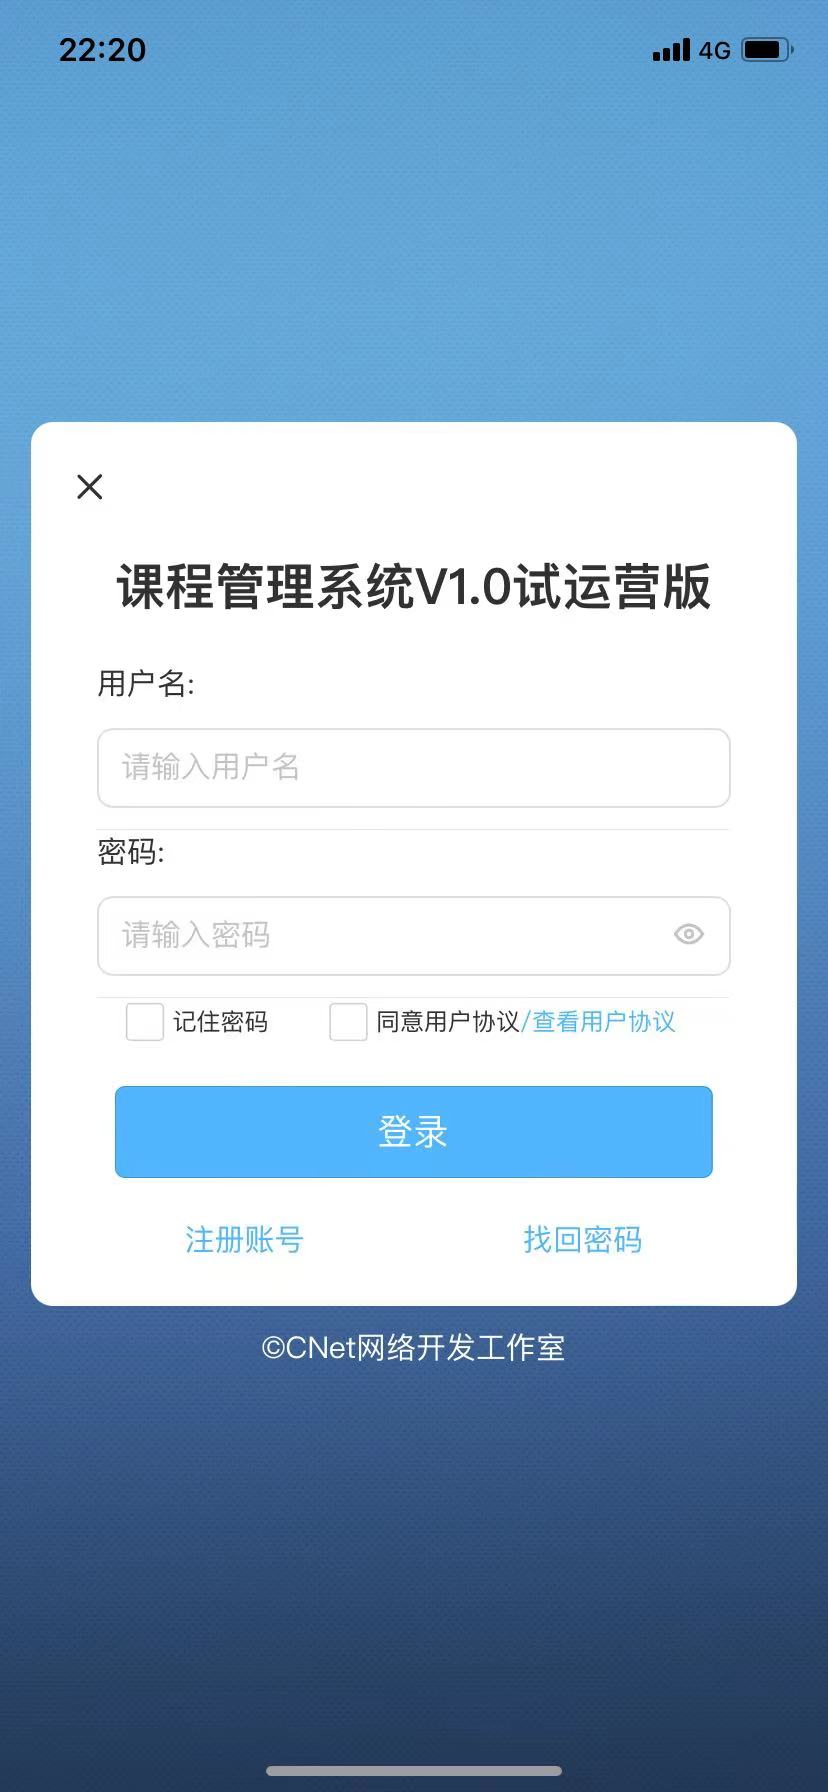 22:20 4G
课程管理系统V1.0试运营版
用户名:
请输入用户名
密码:
请输入密码
记住密码 同意用户协议/查看用户协议
登录
注册账号 找回密码
©CNet网络开发工作室